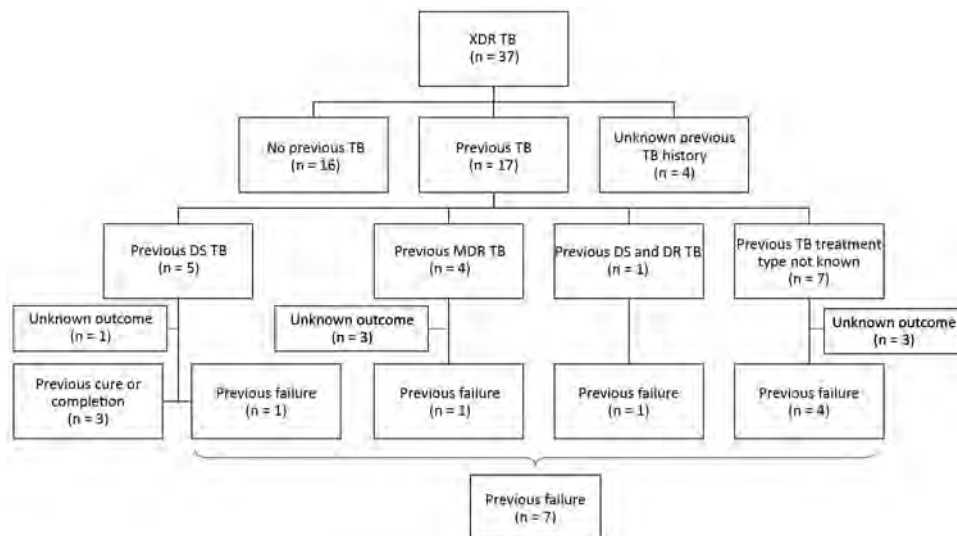 XDR TB
(n = 37)
No previous TB
(n = 16)
Previous TB
(n = 17)
Unknown previous
TB history
(n = 4)
Previous DS TB
(n = 5)
Previous MDR TB
(n = 4)
Previous DS and DR TB
(n = 1)
Previous TB treatment
type not known
(n = 7)
Unknown outcome
(n = 1)
Unknown outcome
(n = 3)
Unknown outcome
(n = 3)
Previous cure or
completion
(n = 3)
Previous failure
(n = 1)
Previous failure
(n = 1)
Previous failure
(n = 1)
Previous failure
(n = 4)
Previous failure
(n = 7)